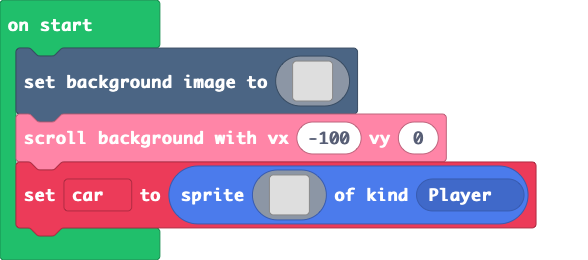 on start
set background image to
scroll background with vx -100 vy 0
set car to sprite of kind Player